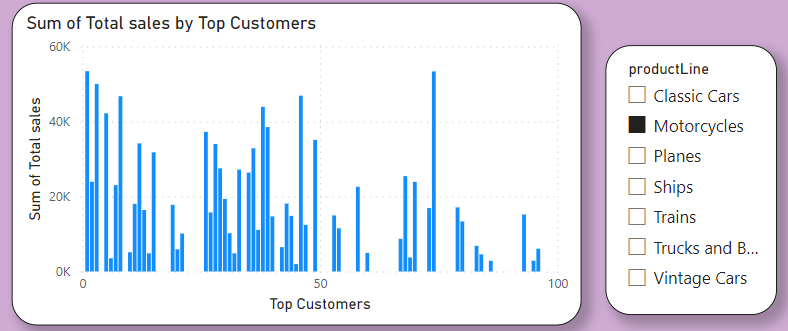 Sum of Total sales by Top Customers
60K
40K
20K
0K
Sum of Total sales
0
50
100
Top Customers
productLine
Classic Cars
Motorcycles
Planes
Ships
Trains
Trucks and B...
Vintage Cars